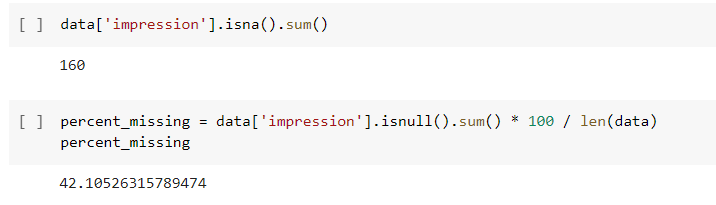 [ ] data['impression'].isna().sum()
160
[ ] percent_missing = data['impression'].isnull().sum() * 100 / len(data)
percent_missing
42.10526315789474